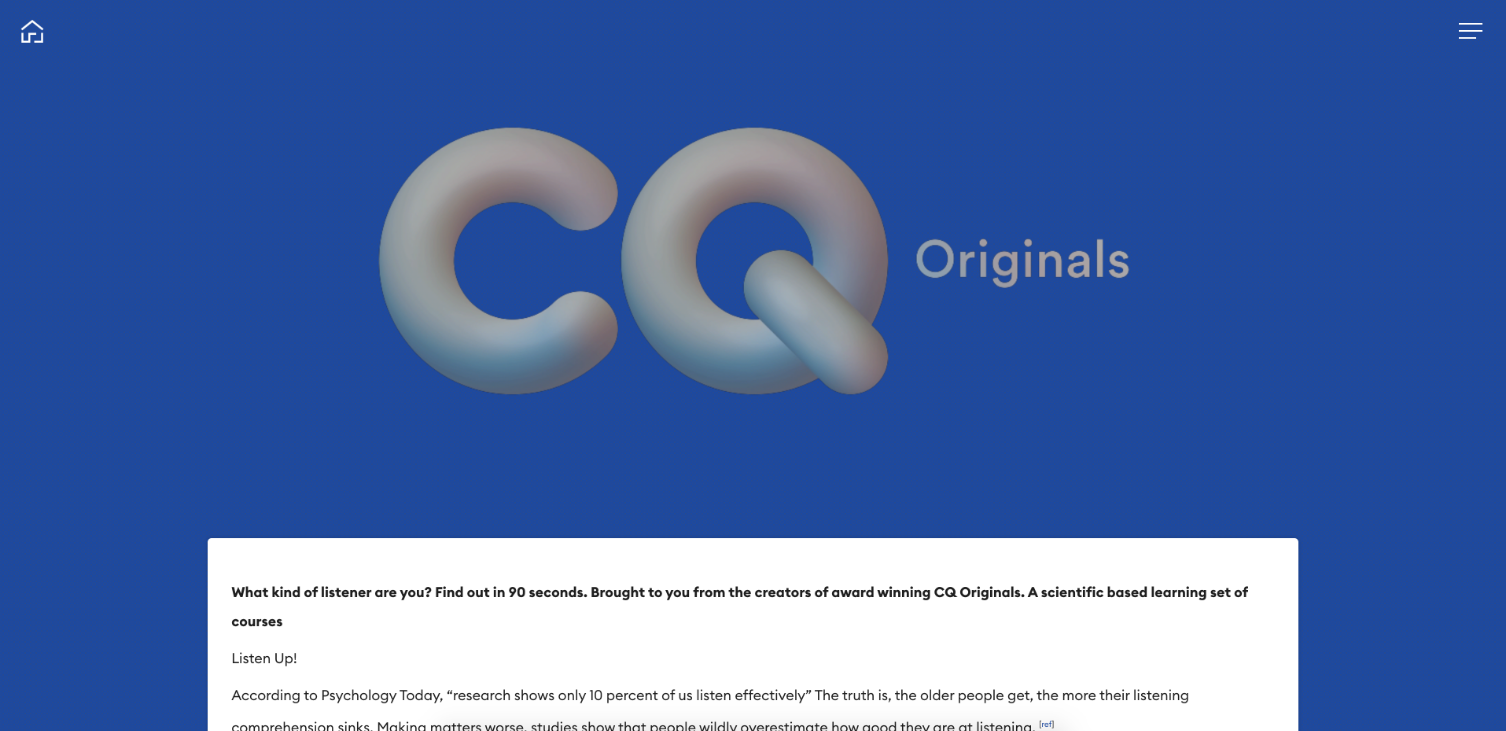 CQ Originals
What kind of listener are you? Find out in 90 seconds. Brought to you from the creators of award winning CQ Originals. A scientific based learning set of
courses
Listen Up!
According to Psychology Today, “research shows only 10 percent of us listen effectively” The truth is, the older people get, the more their listening
comprehension sinks. Making matters worse, studies show that people wildly overestimate how good they are at listening. [ref]